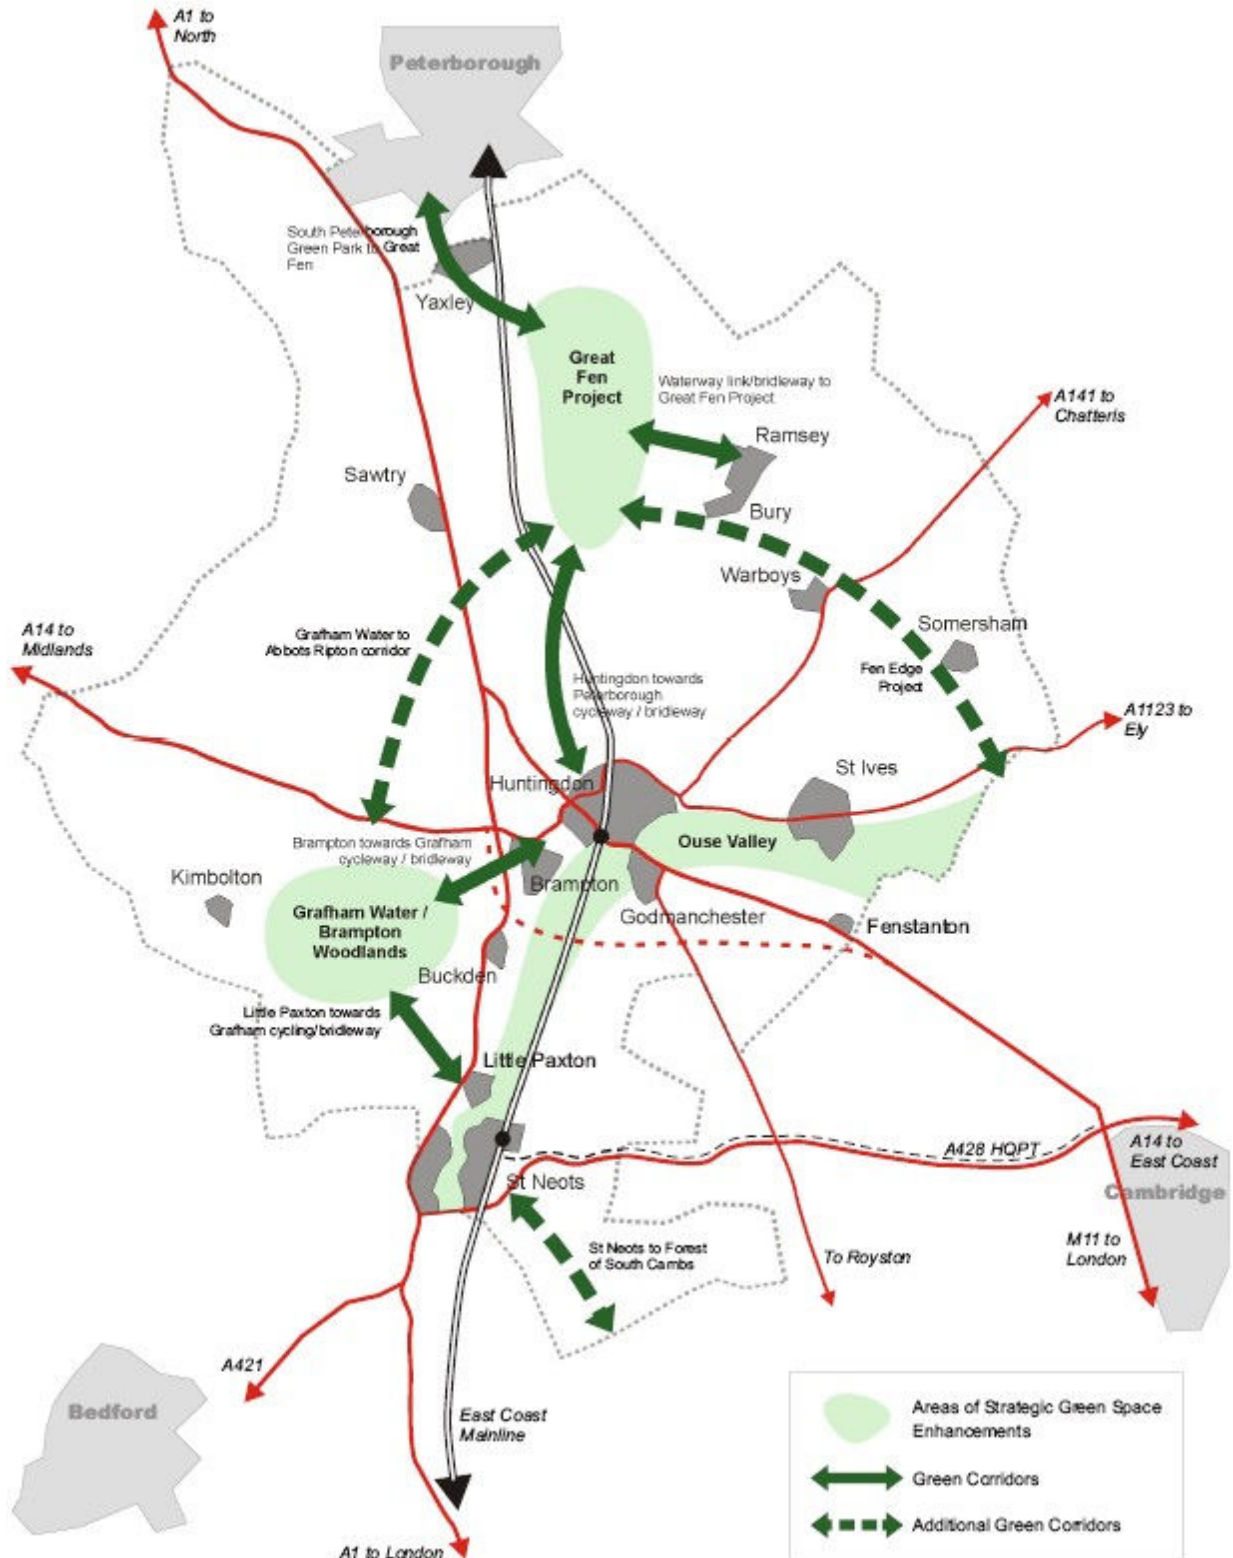 A1 to
North
Peterborough
South Peterborough
Green Park to Great
Fen
Yaxley
Great
Fen
Project
Waterway link/bridleway to
Great Fen Project
A141 to
Chatteris
Ramsey
Sawtry
Bury
Warboys
A14 to
Midlands
Grafham Water to
Abbots Ripton corridor
Somersham
Fen Edge
Project
Huntingdon towards
Peterborough
cycleway / bridleway
A1123 to
Ely
St Ives
Huntingdon
Brampton towards Grafham
cycleway / bridleway
Ouse Valley
Kimbolton
Brampton
Grafham Water /
Brampton
Woodlands
Godmanchester
Fenstanton
Buckden
Little Paxton towards
Grafham cycling/bridleway
Little Paxton
A428 HQPT
A14 to
East Coast
St Neots
Cambridge
St Neots to Forest
of South Cambs
To Royston
M11 to
London
A421
Bedford
East Coast
Mainline
Areas of Strategic Green Space
Enhancements
Green Corridors
Additional Green Corridors
A1 to London